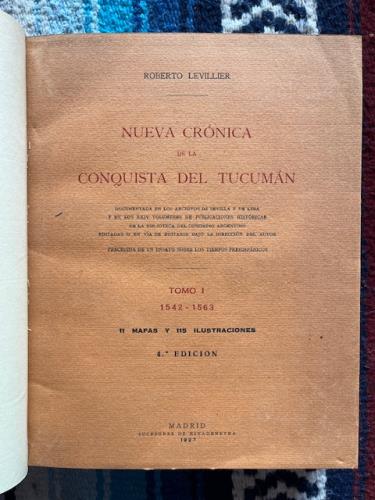 ROBERTO LEVILLIER
NUEVA CRÓNICA
DE LA
CONQUISTA DEL TUCUMÁN
DOCUMENTADA EN LOS ARCHIVOS DE SEVILLA Y DE LIMA
Y EN LOS XXIV VOLUMENES DE PUBLICACIONES HISTÓRICAS
DE LA BIBLIOTECA DEL CONGRESO ARGENTINO
EDITADAS O EN VÍA DE EDITARSE BAJO LA DIRECCIÓN DEL AUTOR
PRECEDIDA DE UN ENSAYO SOBRE LOS TIEMPOS PREHISPÁNICOS
TOMO I
1542 - 1563
11 MAPAS Y 115 ILUSTRACIONES
4.ª EDICION
MADRID
SUCESORES DE RIVADENEYRA
1927